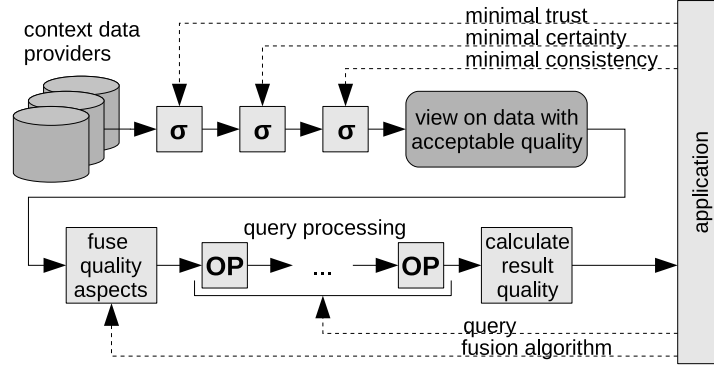 context data
providers
minimal trust
minimal certainty
minimal consistency
σ
σ
σ
view on data with
acceptable quality
application
query processing
fuse
quality
aspects
OP
...
OP
calculate
result
quality
query
fusion algorithm